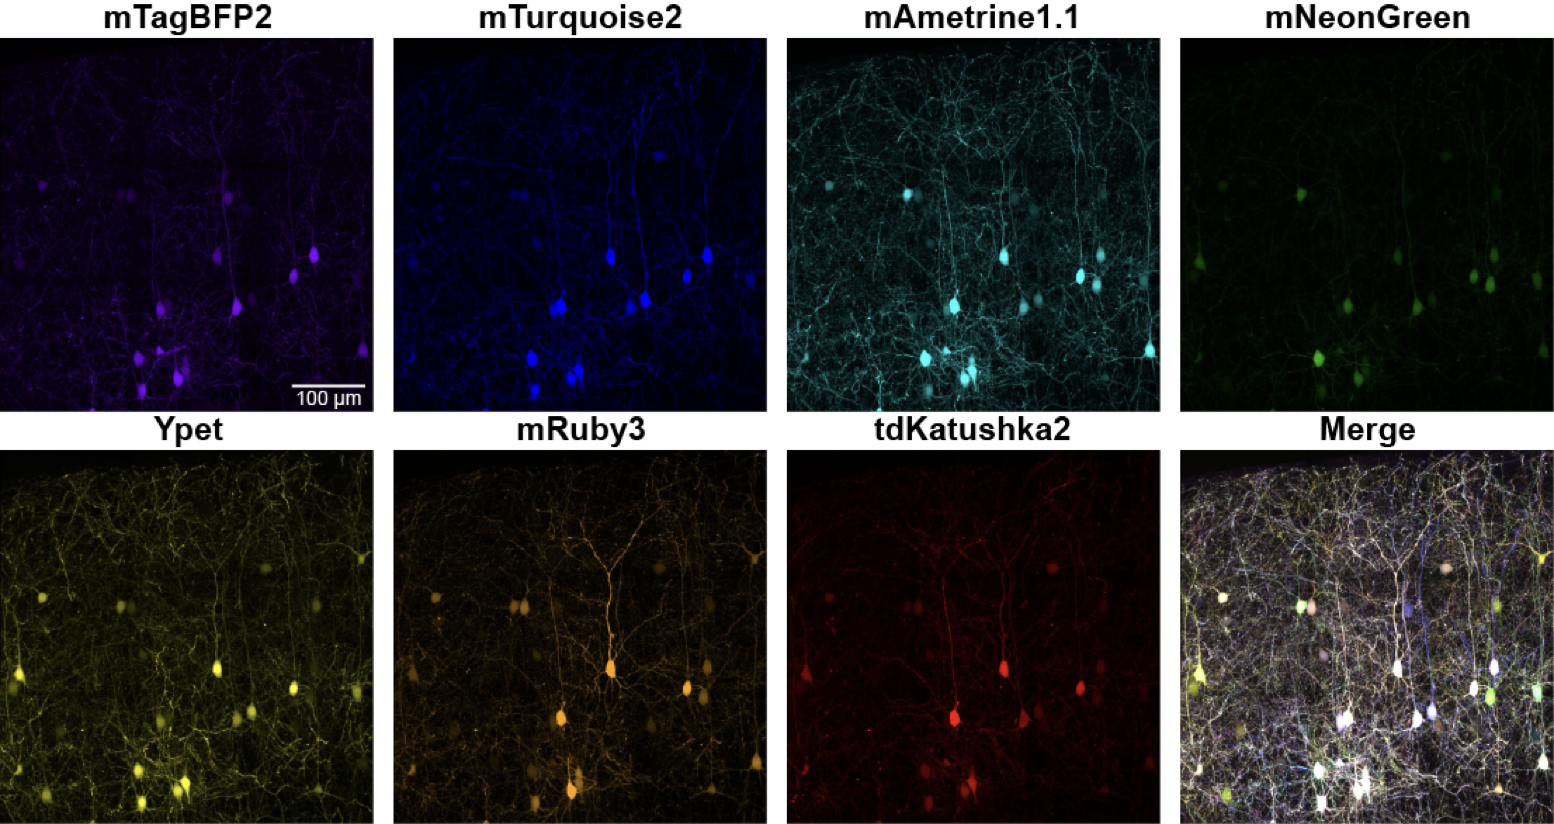 mTagBFP2 mTurquoise2 mAmetrine1.1 mNeonGreen
100 µm
Ypet mRuby3 tdKatushka2 Merge